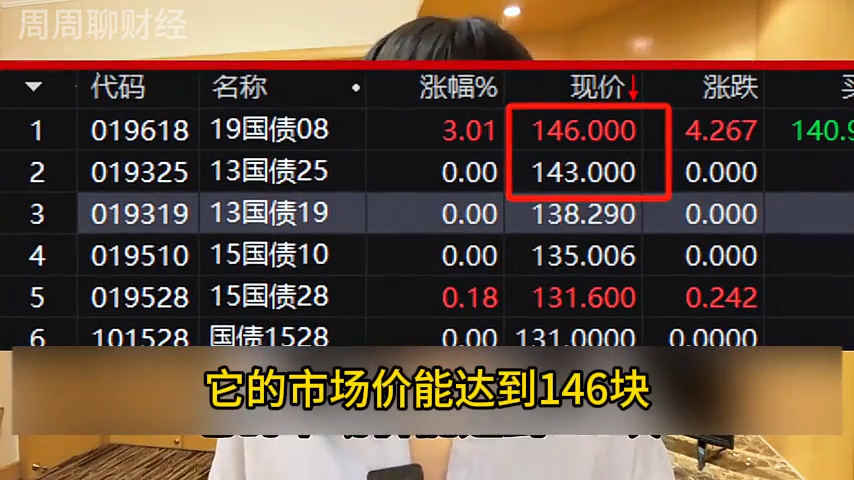 周周聊财经
代码 名称 涨幅% 现价 涨跌
1 019618 19国债08 3.01 146.000 4.267 140.9
2 019325 13国债25 0.00 143.000 0.000
3 019319 13国债19 0.00 138.290 0.000
4 019510 15国债10 0.00 135.006 0.000
5 019528 15国债28 0.18 131.600 0.242
6 101528 国债1528 0.00 131.0000 0.0000
它的市场价能达到146块